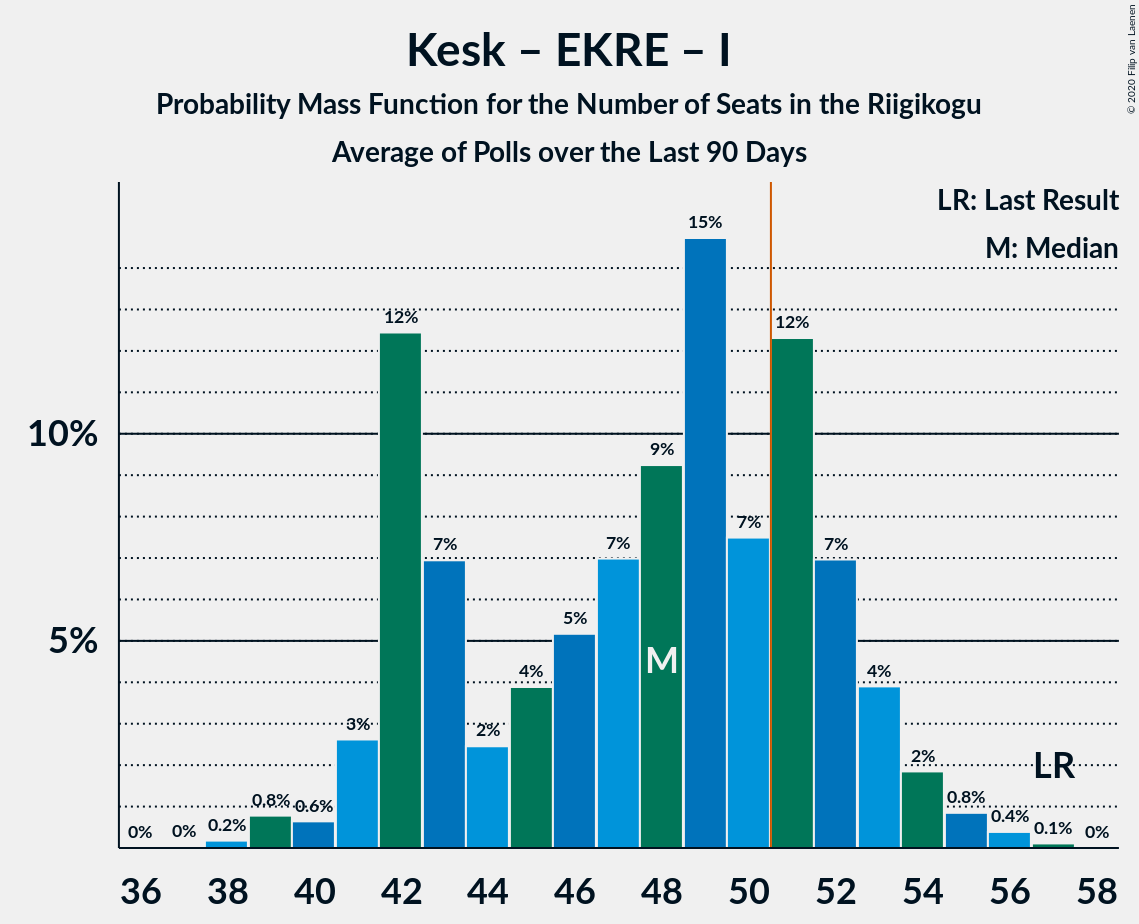 Kesk – EKRE – I
Probability Mass Function for the Number of Seats in the Riigikogu
Average of Polls over the Last 90 Days
© 2020 Filip van Laenen
LR: Last Result
M: Median
10%
5%
0%
0%
0.2%
0.8%
0.6%
3%
12%
7%
2%
4%
5%
7%
9%
15%
7%
12%
7%
4%
2%
0.8%
0.4%
0.1%
0%
M
LR
36 38 40 42 44 46 48 50 52 54 56 58